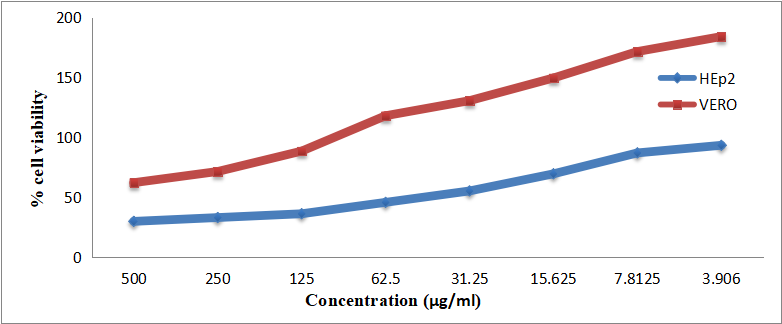 200
150
100
50
0
% cell viability
HEp2
VERO
500 250 125 62.5 31.25 15.625 7.8125 3.906
Concentration (μg/ml)